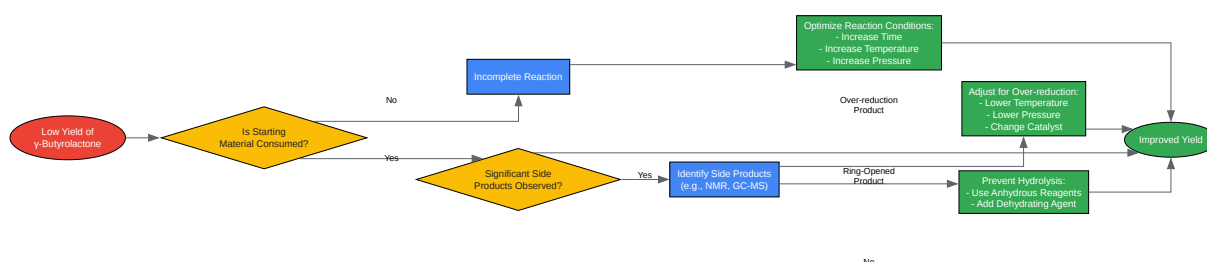 Optimize Reaction Conditions:
- Increase Time
- Increase Temperature
- Increase Pressure
Incomplete Reaction
No
Over-reduction
Product
Adjust for Over-reduction:
- Lower Temperature
- Lower Pressure
- Change Catalyst
Low Yield of
γ-Butyrolactone
Is Starting
Material Consumed?
Improved Yield
Yes
Significant Side
Products Observed?
Yes
Identify Side Products
(e.g., NMR, GC-MS)
Ring-Opened
Product
Prevent Hydrolysis:
- Use Anhydrous Reagents
- Add Dehydrating Agent
No